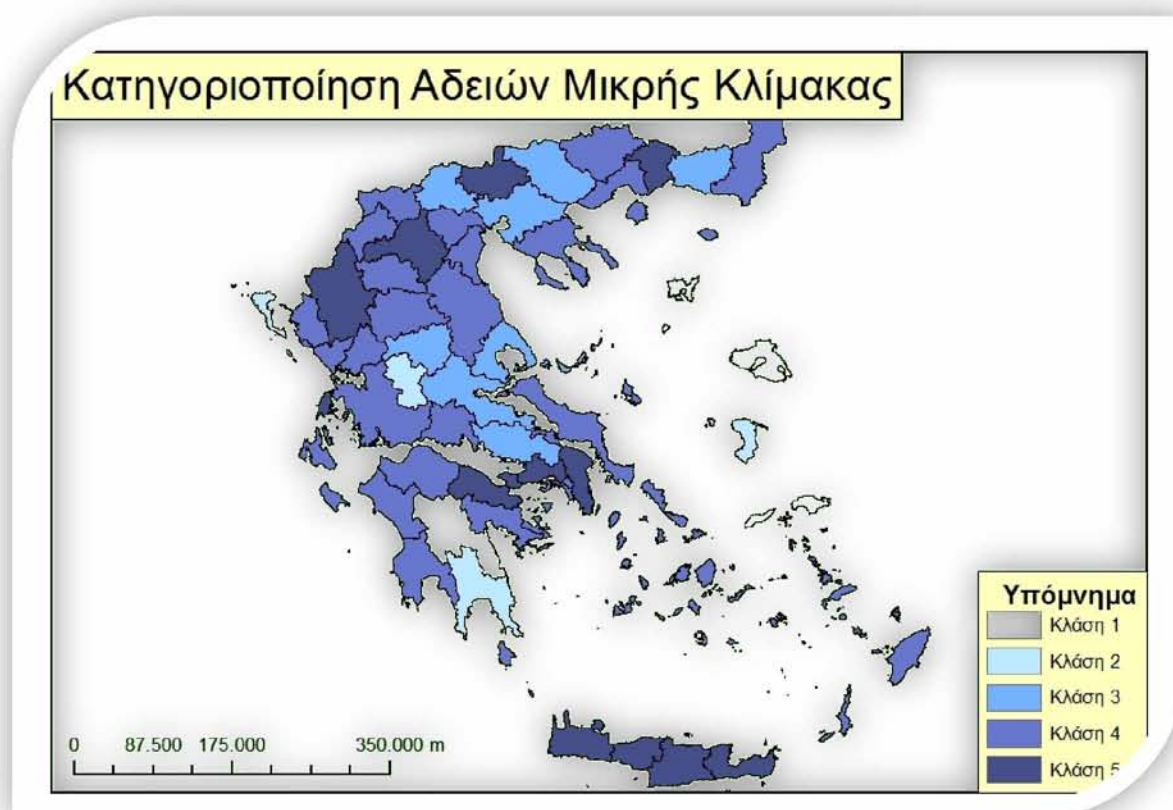 Κατηγοριοποίηση Αδειών Μικρής Κλίμακας
Υπόμνημα
Κλάση 1
Κλάση 2
Κλάση 3
Κλάση 4
Κλάση 5
0 87.500 175.000 350.000 m